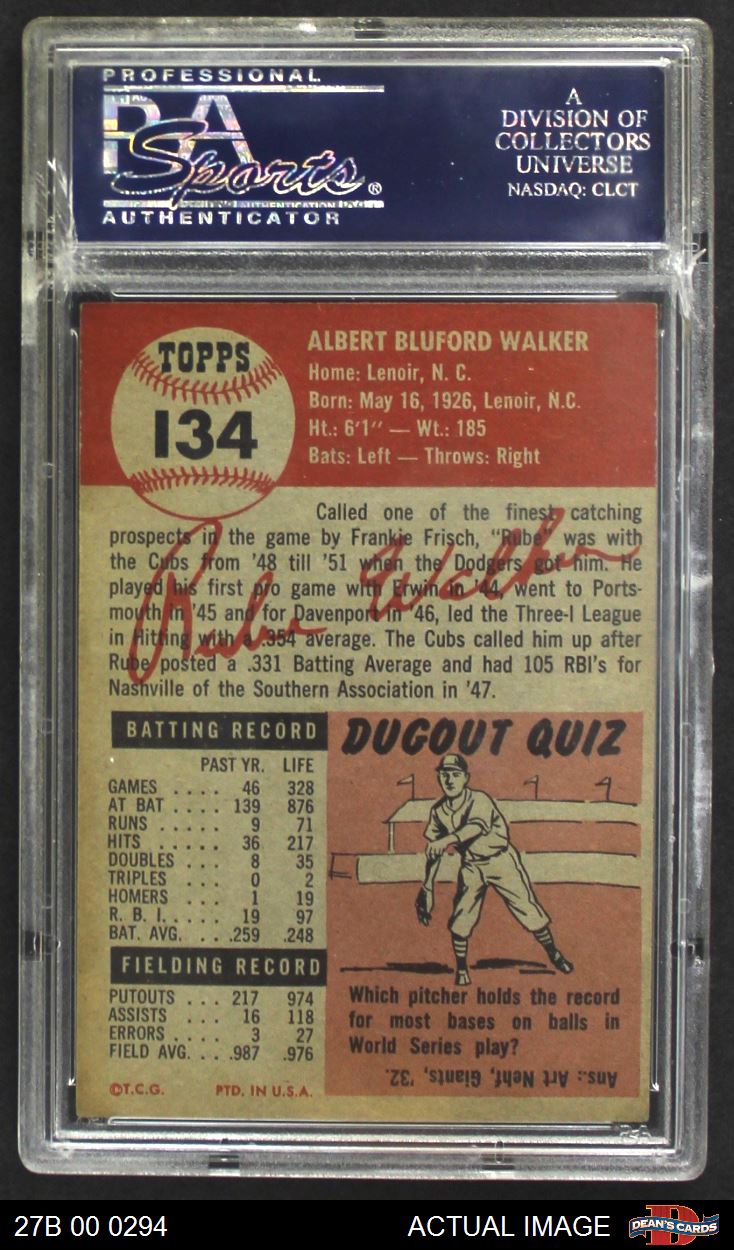 PROFESSIONAL
PSA
Sports®
AUTHENTICATOR
A
DIVISION OF
COLLECTORS
UNIVERSE
NASDAQ: CLCT
TOPPS
134
ALBERT BLUFORD WALKER
Home: Lenoir, N. C.
Born: May 16, 1926, Lenoir, N.C.
Ht.: 6'1" — Wt.: 185
Bats: Left — Throws: Right
Called one of the finest catching
prospects in the game by Frankie Frisch, "Rube" was with
the Cubs from '48 till '51 when the Dodgers got him. He
played his first pro game with Erwin in '44, went to Ports-
mouth in '45 and for Davenport in '46, led the Three-I League
in Hitting with a .354 average. The Cubs called him up after
Rube posted a .331 Batting Average and had 105 RBI's for
Nashville of the Southern Association in '47.
Rube Walker
BATTING RECORD
PAST YR. LIFE
GAMES .... 46 328
AT BAT .... 139 876
RUNS ..... 9 71
HITS ..... 36 217
DOUBLES ... 8 35
TRIPLES ... 0 2
HOMERS ... 1 19
R. B. I. .... 19 97
BAT. AVG. ... .259 .248
FIELDING RECORD
PUTOUTS ... 217 974
ASSISTS ... 16 118
ERRORS .... 3 27
FIELD AVG. ... .987 .976
©T.C.G. PTD. IN U.S.A.
DUGOUT QUIZ
Which pitcher holds the record
for most bases on balls in
World Series play?
Ans.: Art Nehf, Giants, '32.
27B 00 0294
ACTUAL IMAGE
DEAN'S CARDS